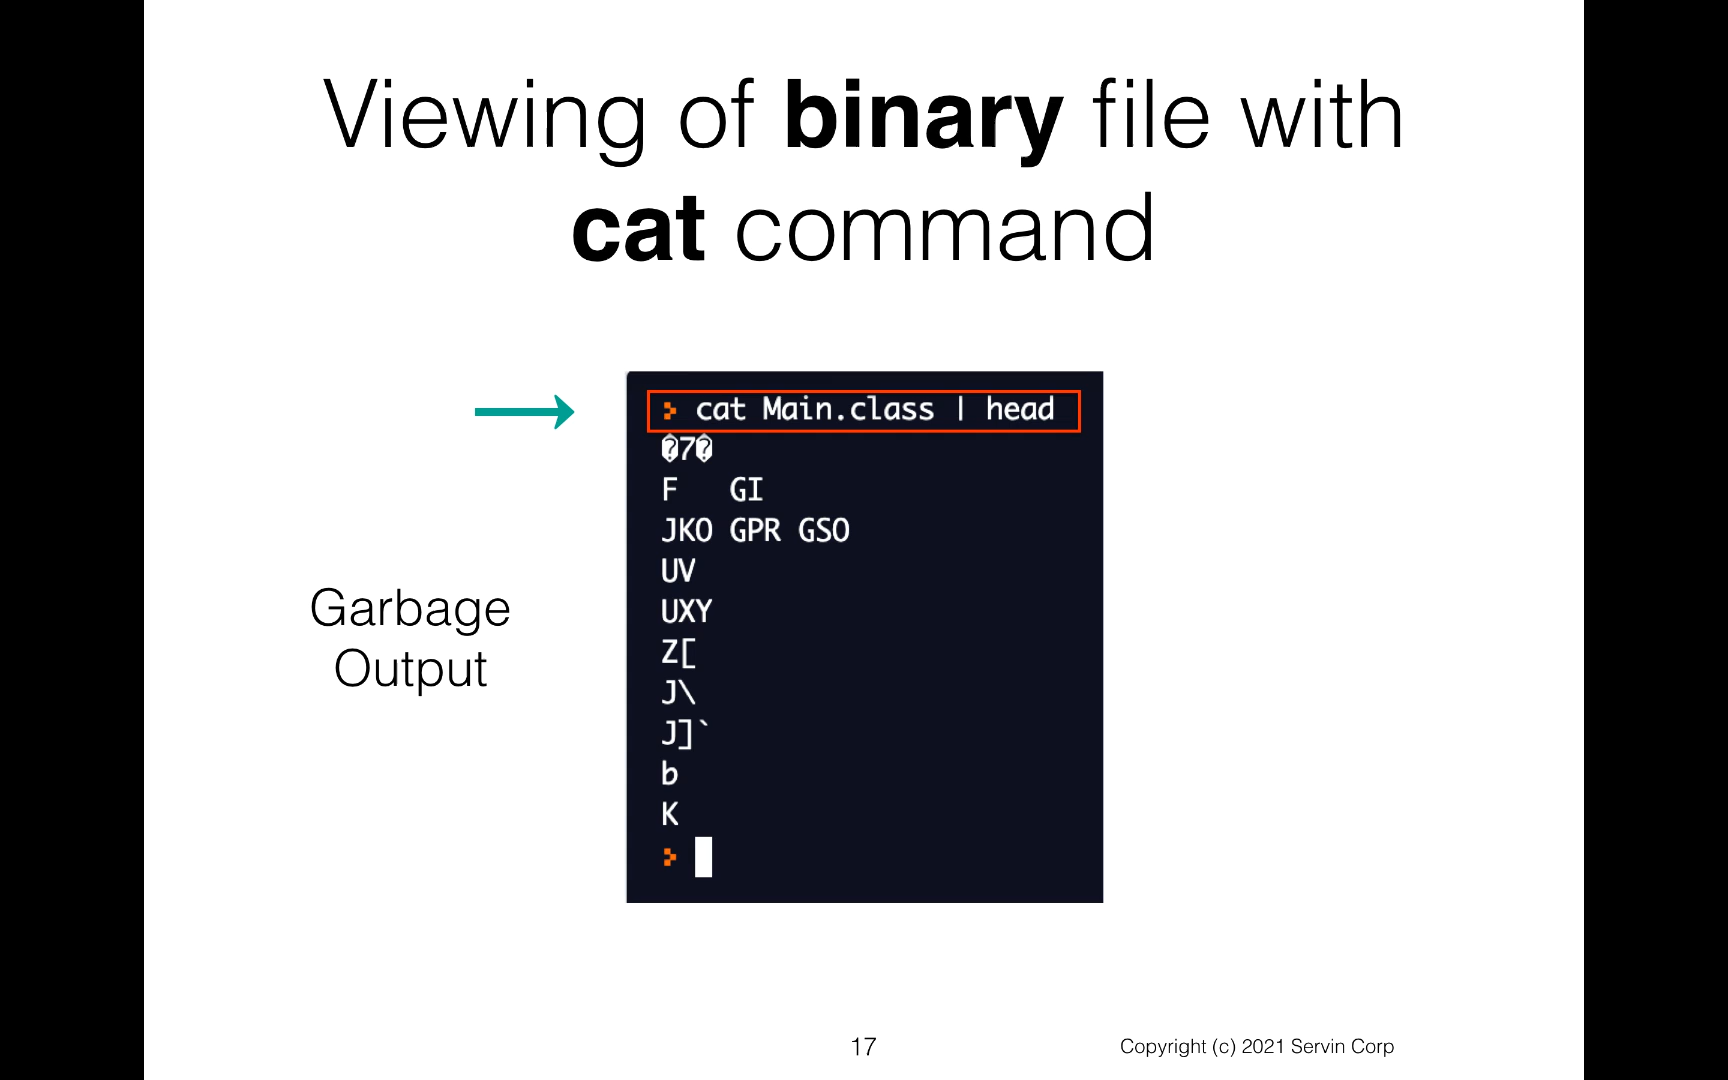 Viewing of binary file with
cat command
> cat Main.class | head
�7�
F   GI
JKO GPR GSO
UV
UXY
Z[
J\
J]`
b
K
>
Garbage
Output
17
Copyright (c) 2021 Servin Corp